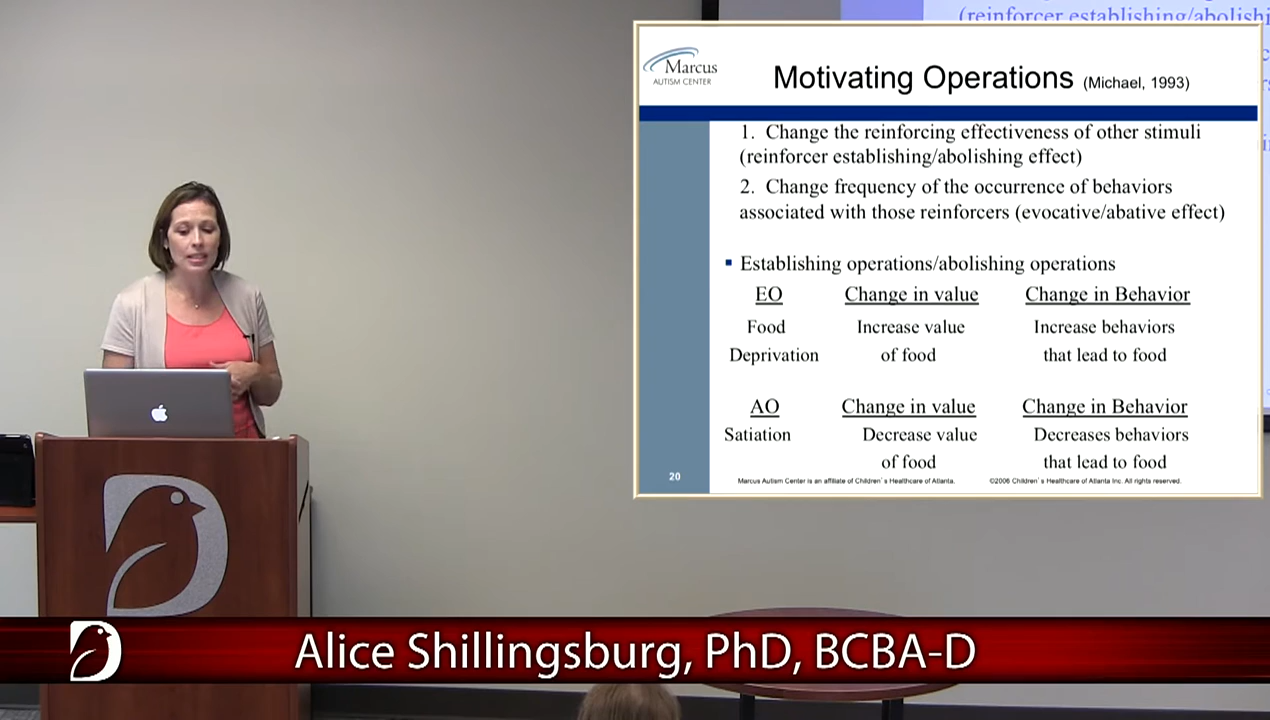 (reinforcer establishing/abolishi
Marcus
AUTISM CENTER
Motivating Operations (Michael, 1993)
1. Change the reinforcing effectiveness of other stimuli
(reinforcer establishing/abolishing effect)
2. Change frequency of the occurrence of behaviors
associated with those reinforcers (evocative/abative effect)
▪ Establishing operations/abolishing operations
EO Change in value Change in Behavior
Food Increase value Increase behaviors
Deprivation of food that lead to food
AO Change in value Change in Behavior
Satiation Decrease value Decreases behaviors
of food that lead to food
20
Marcus Autism Center is an affiliate of Children`s Healthcare of Atlanta. ©2006 Children`s Healthcare of Atlanta Inc. All rights reserved.
Alice Shillingsburg, PhD, BCBA-D